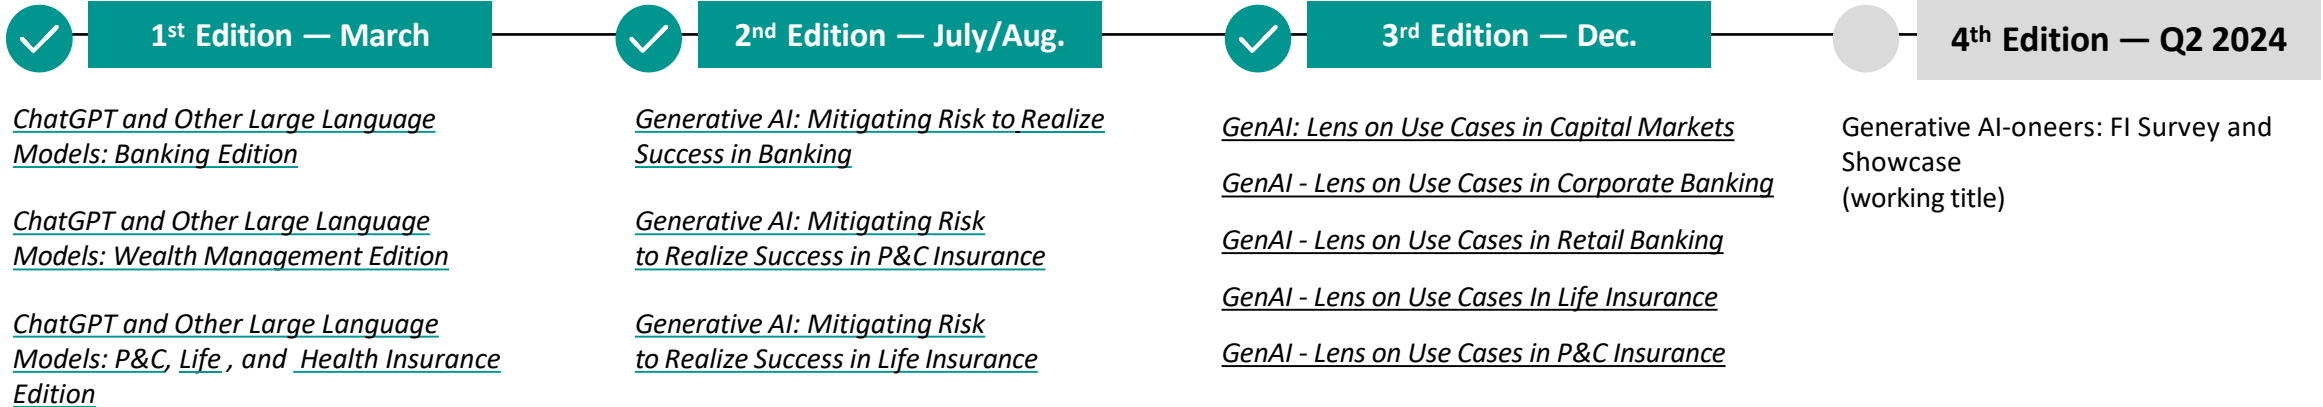 1st Edition — March
ChatGPT and Other Large Language
Models: Banking Edition
ChatGPT and Other Large Language
Models: Wealth Management Edition
ChatGPT and Other Large Language
Models: P&C, Life , and Health Insurance
Edition
2nd Edition — July/Aug.
Generative AI: Mitigating Risk to Realize
Success in Banking
Generative AI: Mitigating Risk
to Realize Success in P&C Insurance
Generative AI: Mitigating Risk
to Realize Success in Life Insurance
3rd Edition — Dec.
GenAI: Lens on Use Cases in Capital Markets
GenAI - Lens on Use Cases in Corporate Banking
GenAI - Lens on Use Cases in Retail Banking
GenAI - Lens on Use Cases In Life Insurance
GenAI - Lens on Use Cases in P&C Insurance
4th Edition — Q2 2024
Generative AI-oneers: FI Survey and
Showcase
(working title)